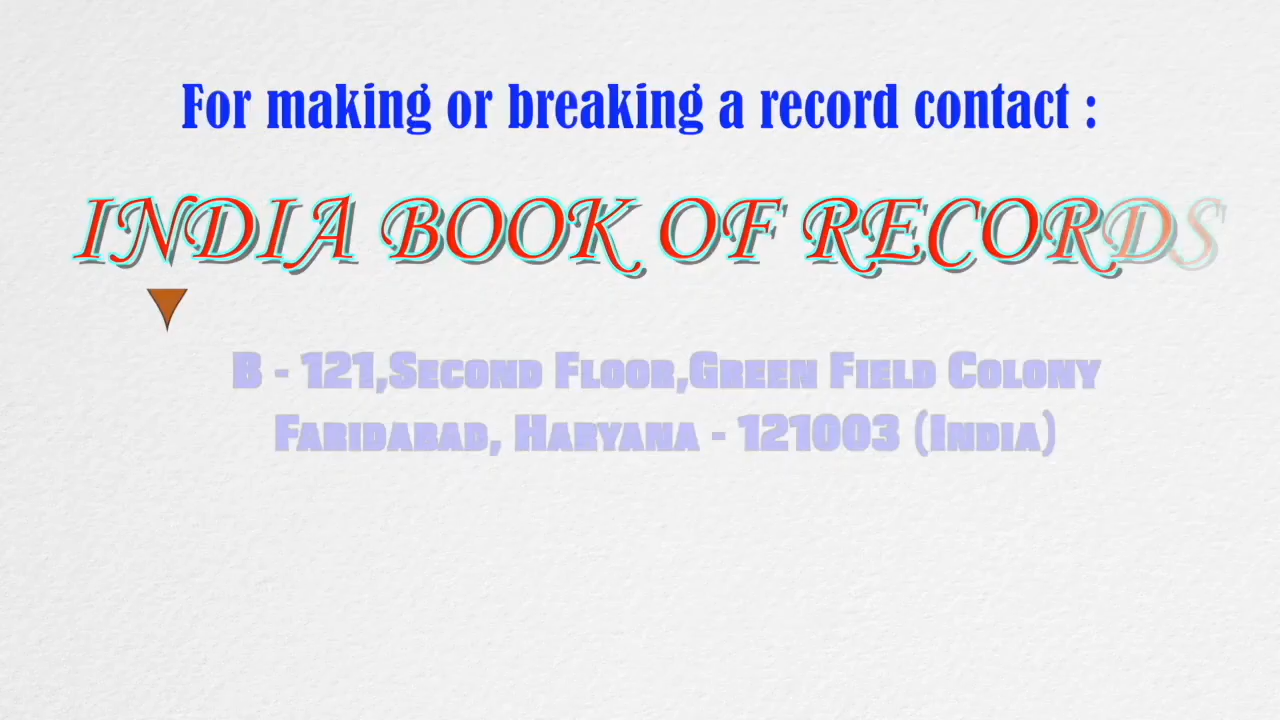 For making or breaking a record contact :
INDIA BOOK OF RECORDS
B - 121,Second Floor,Green Field Colony
Faridabad, Haryana - 121003 (India)